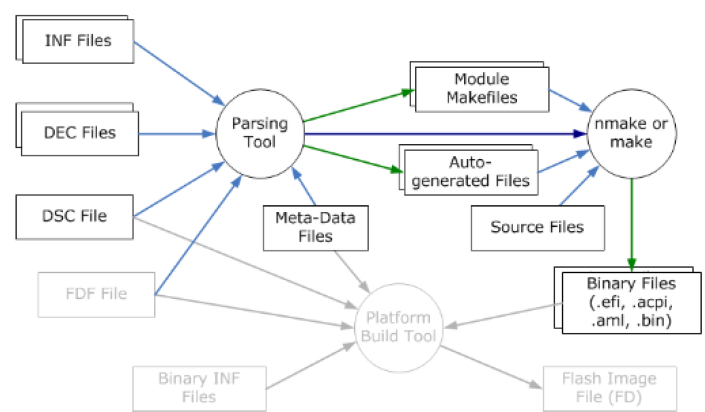 INF Files
Module
Makefiles
Parsing
Tool
nmake or
make
DEC Files
Auto-
generated Files
DSC File
Meta-Data
Files
Source Files
FDF File
Binary Files
(.efi, .acpi,
.aml, .bin)
Platform
Build Tool
Binary INF
Files
Flash Image
File (FD)